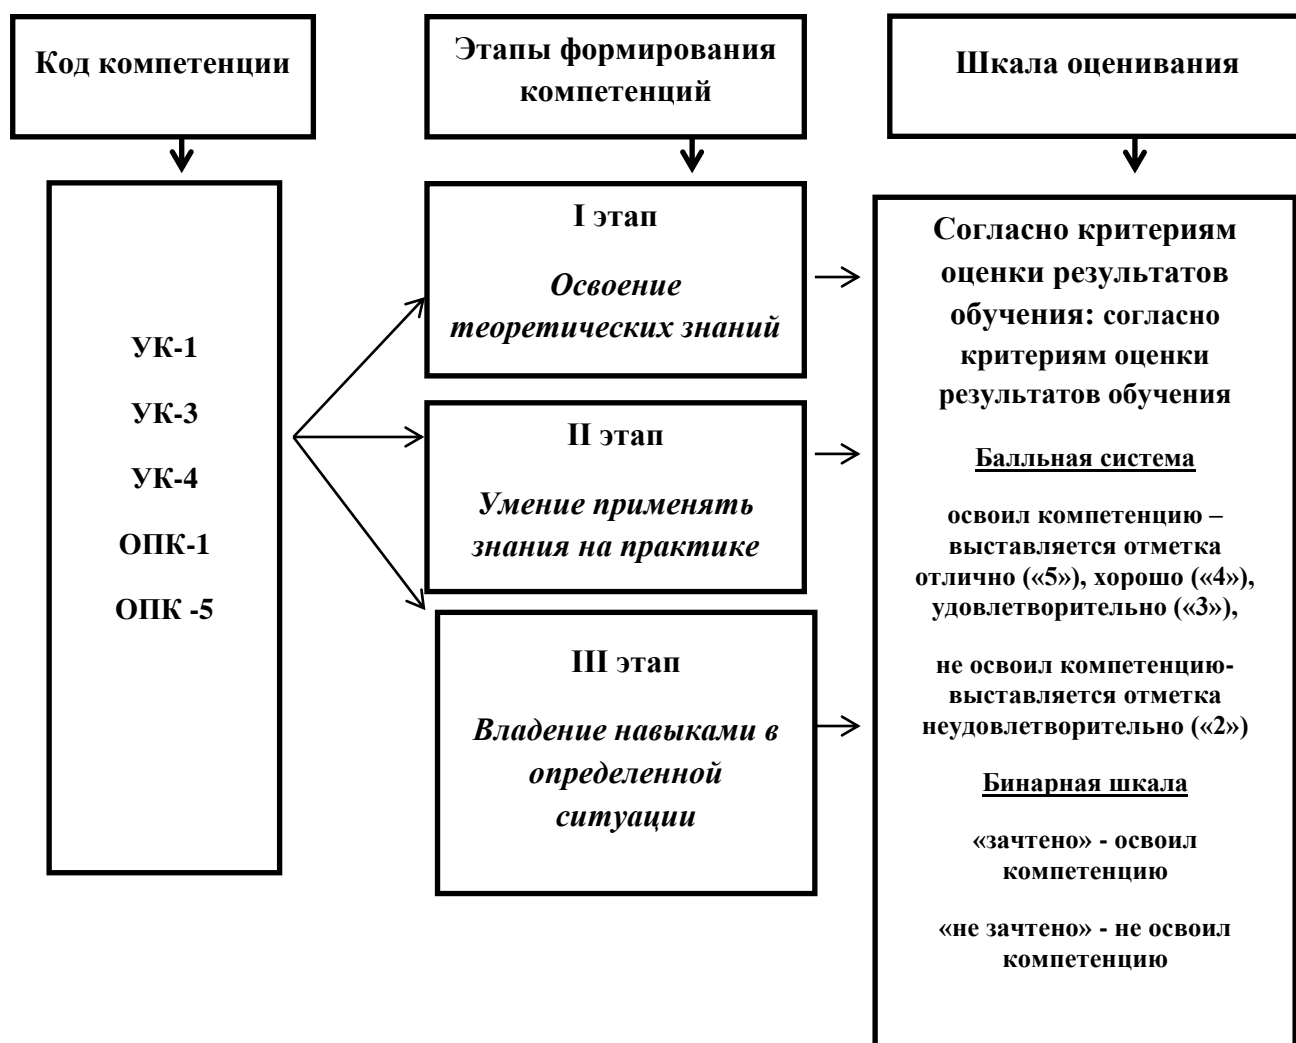 Код компетенции
Этапы формирования
компетенций
Шкала оценивания
УК-1
УК-3
УК-4
ОПК-1
ОПК -5
I этап
Освоение
теоретических знаний
II этап
Умение применять
знания на практике
III этап
Владение навыками в
определенной
ситуации
Согласно критериям
оценки результатов
обучения: согласно
критериям оценки
результатов обучения
Балльная система
освоил компетенцию –
выставляется отметка
отлично («5»), хорошо («4»),
удовлетворительно («3»),
не освоил компетенцию-
выставляется отметка
неудовлетворительно («2»)
Бинарная шкала
«зачтено» - освоил
компетенцию
«не зачтено» - не освоил
компетенцию